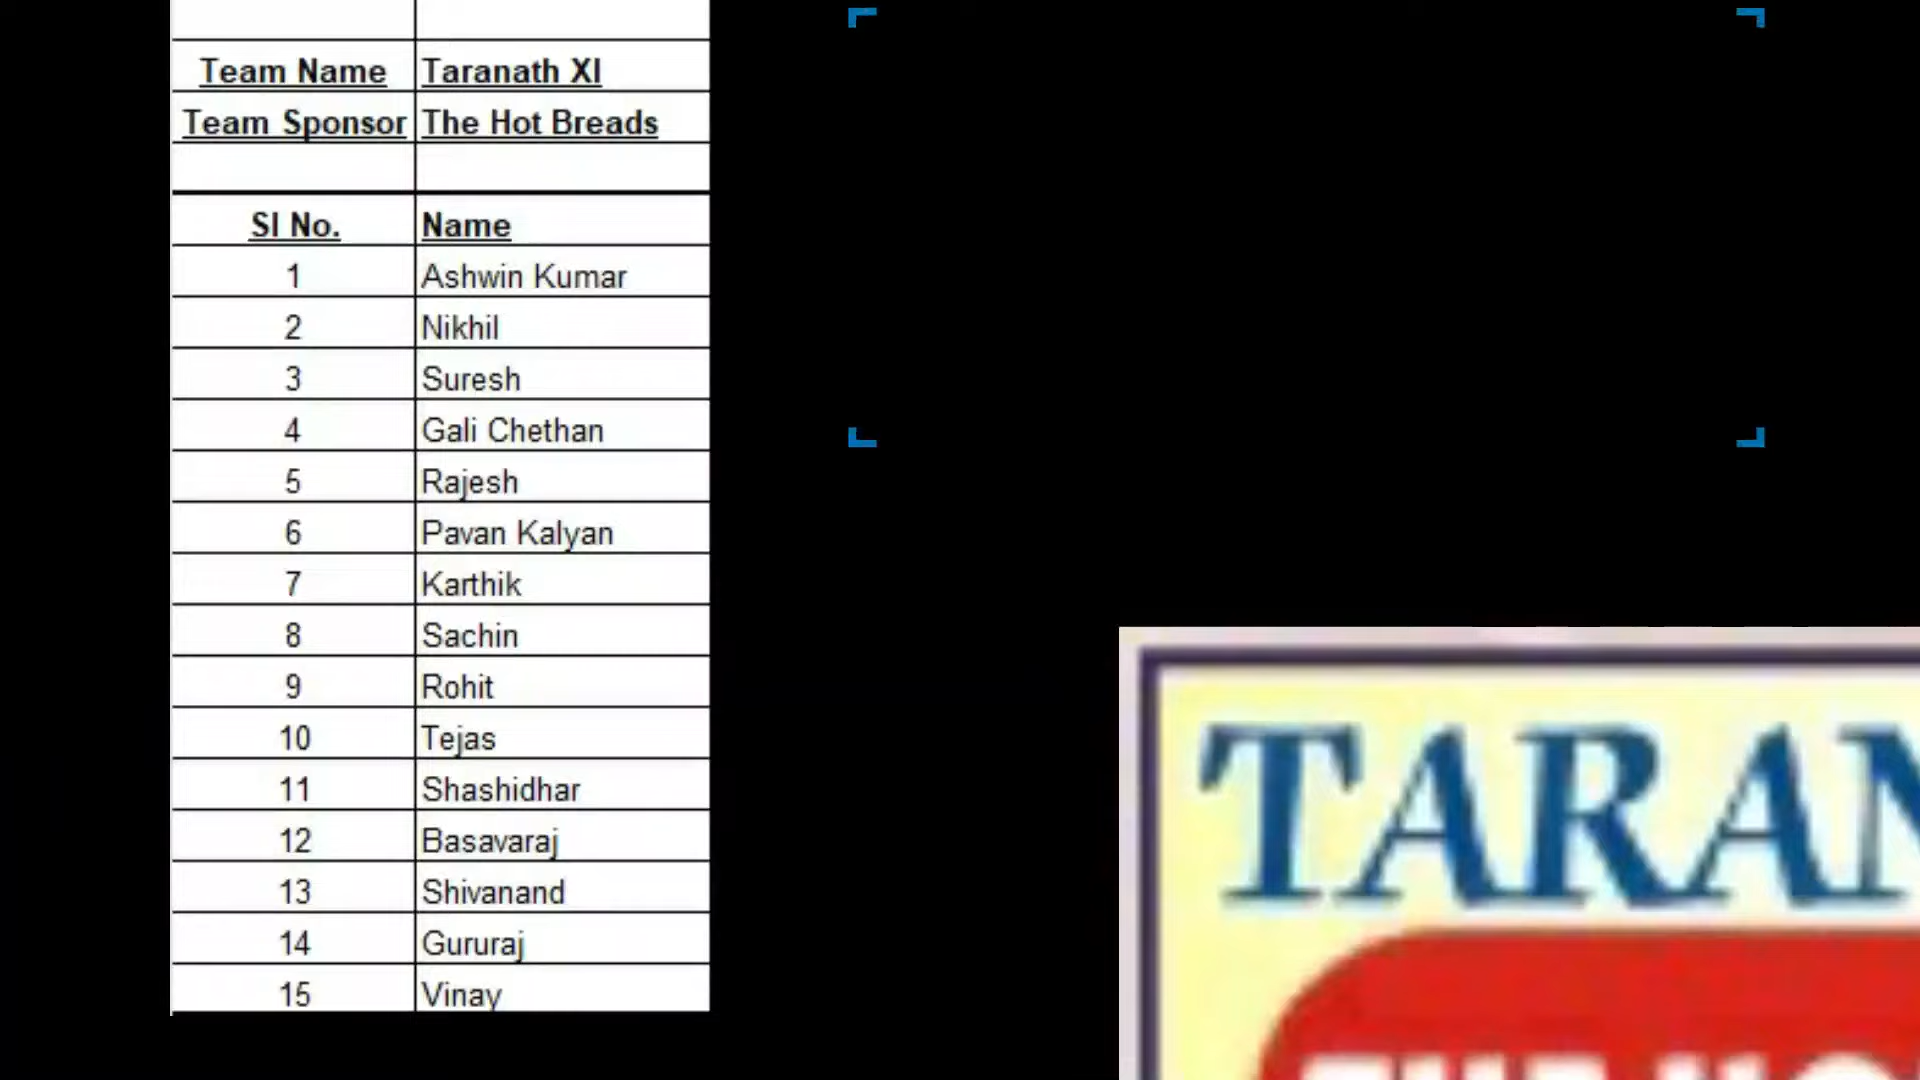 Team Name Taranath XI
Team Sponsor The Hot Breads
Sl No. Name
1 Ashwin Kumar
2 Nikhil
3 Suresh
4 Gali Chethan
5 Rajesh
6 Pavan Kalyan
7 Karthik
8 Sachin
9 Rohit
10 Tejas
11 Shashidhar
12 Basavaraj
13 Shivanand
14 Gururaj
15 Vinay
TARAN